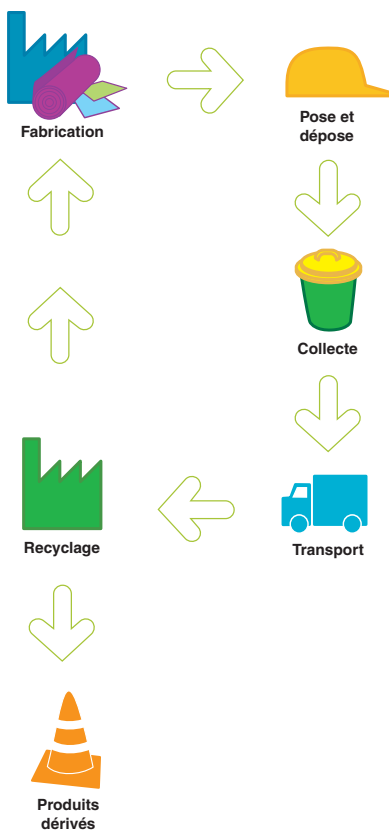 Fabrication
Pose et
dépose
Collecte
Transport
Recyclage
Produits
dérivés